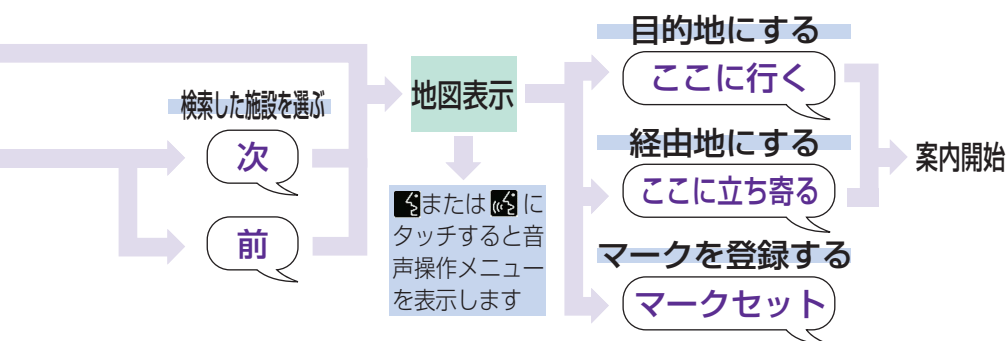 検索した施設を選ぶ
次
前
地図表示
または に
タッチすると音
声操作メニュー
を表示します
目的地にする
ここに行く
経由地にする
ここに立ち寄る
マークを登録する
マークセット
案内開始